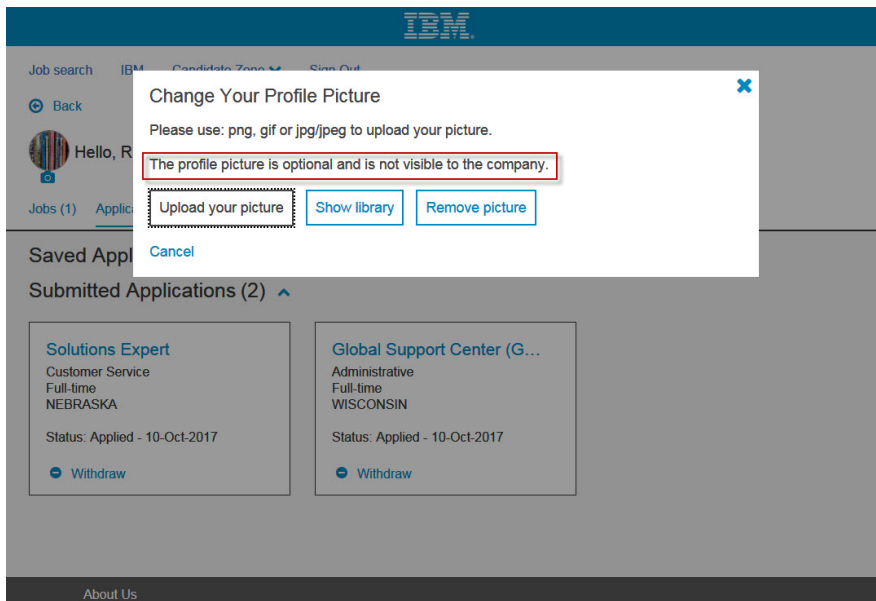 IBM
Job search IBM Candidate Zone Sign Out
Back
Change Your Profile Picture
Please use: png, gif or jpg/jpeg to upload your picture.
Hello, R
The profile picture is optional and is not visible to the company.
Jobs (1) Applic
Upload your picture Show library Remove picture
Cancel
Saved Appl
Submitted Applications (2)
Solutions Expert
Customer Service
Full-time
NEBRASKA
Status: Applied - 10-Oct-2017
Withdraw
Global Support Center (G...
Administrative
Full-time
WISCONSIN
Status: Applied - 10-Oct-2017
Withdraw
About Us